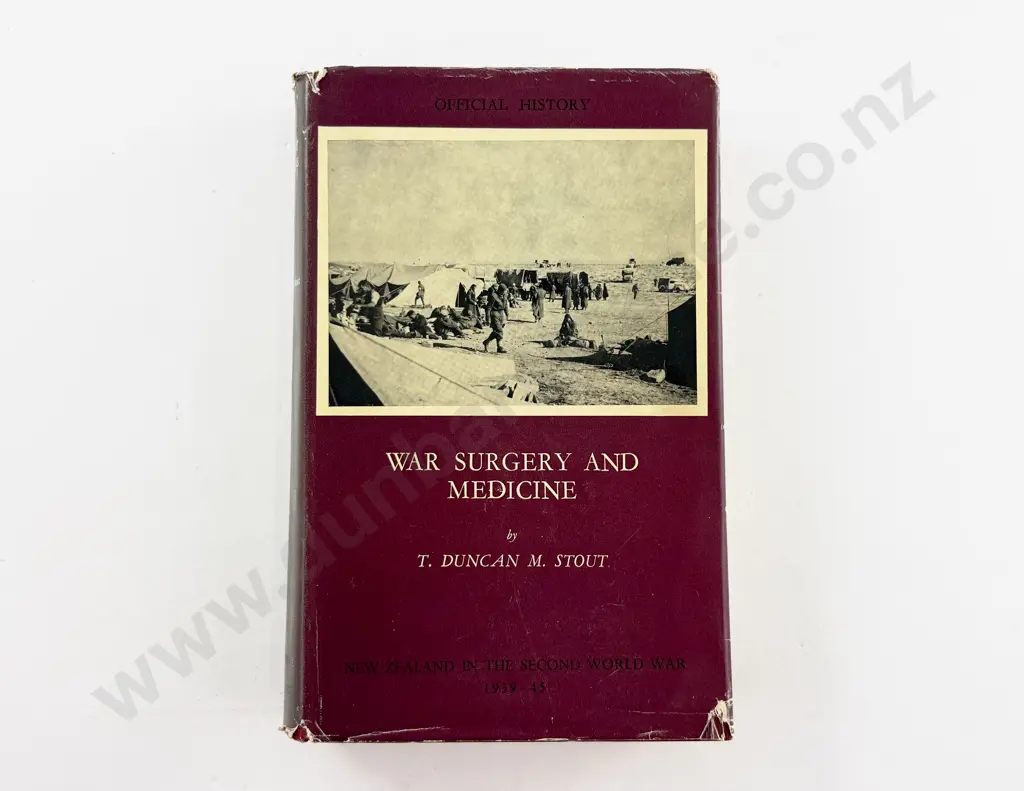 OFFICIAL HISTORY
WAR SURGERY AND
MEDICINE
by
T. DUNCAN M. STOUT
NEW ZEALAND IN THE SECOND WORLD WAR
1939-45